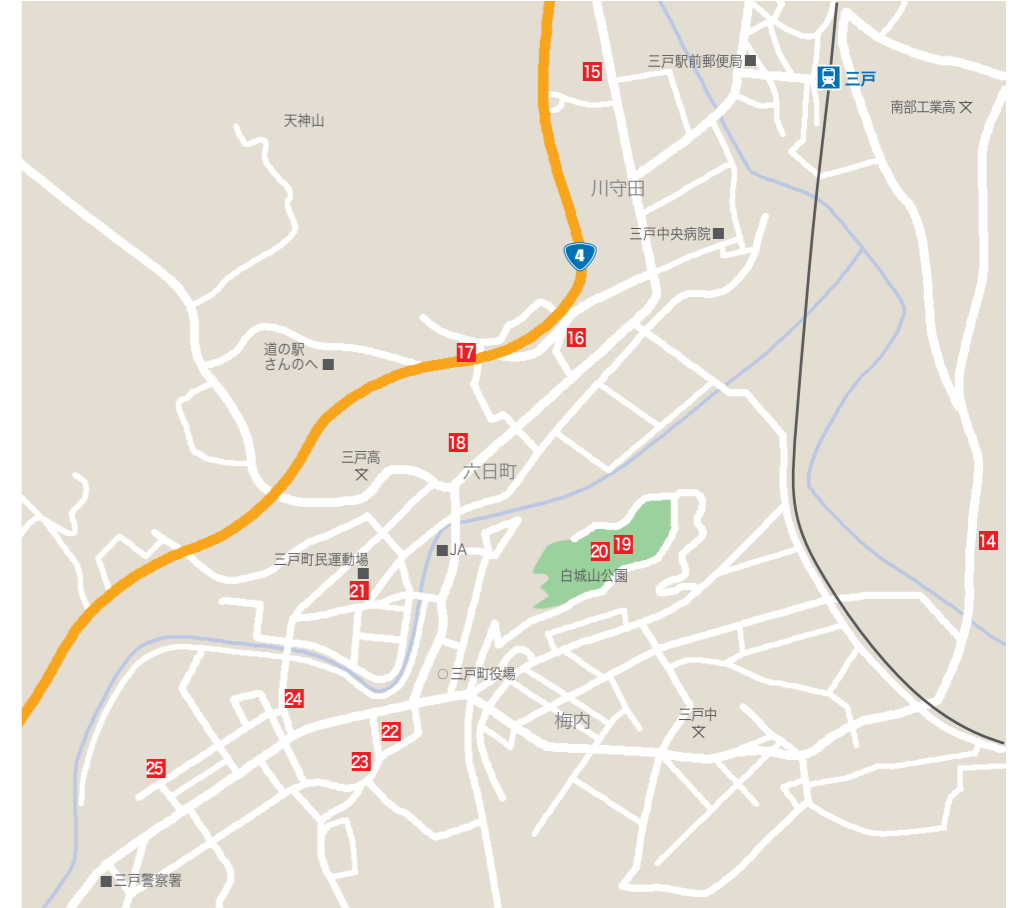 15
三戸駅前郵便局
三戸
南部工業高
天神山
川守田
三戸中央病院
4
16
17
道の駅
さんのへ
18
三戸高
六日町
14
JA
20
19
三戸町民運動場
白城山公園
21
三戸町役場
24
梅内
三戸中
22
23
25
三戸警察署